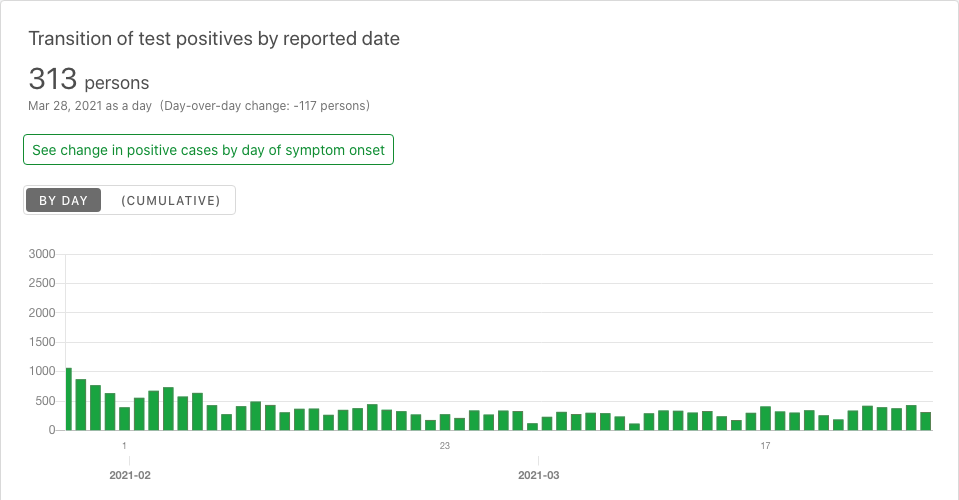 Transition of test positives by reported date
313 persons
Mar 28, 2021 as a day (Day-over-day change: -117 persons)
See change in positive cases by day of symptom onset
BY DAY (CUMULATIVE)
3000
2500
2000
1500
1000
500
0
1 23 17
2021-02 2021-03